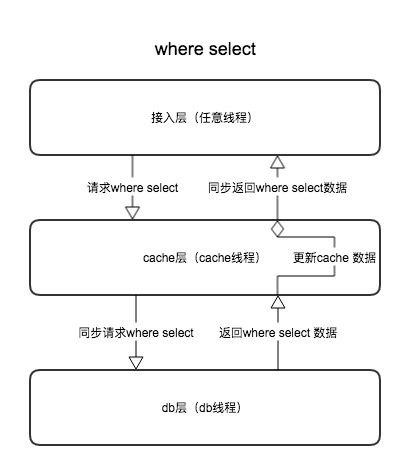 where select
接入层（任意线程）
请求where select
同步返回where select数据
cache层（cache线程）
更新cache 数据
同步请求where select
返回where select 数据
db层（db线程）